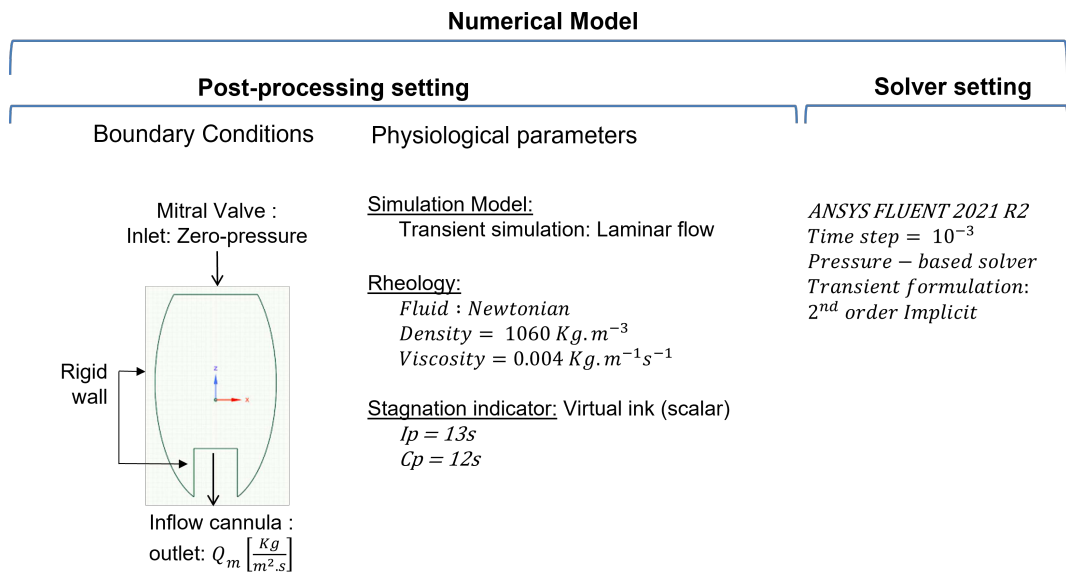 Numerical Model
Post-processing setting
Solver setting
Boundary Conditions
Physiological parameters
Mitral Valve :
Inlet: Zero-pressure
Rigid
wall
z
x
Inflow cannula :
outlet: Qₘ [Kg/m².s]
Simulation Model:
Transient simulation: Laminar flow
Rheology:
Fluid : Newtonian
Density = 1060 Kg.m⁻³
Viscosity = 0.004 Kg.m⁻¹s⁻¹
Stagnation indicator: Virtual ink (scalar)
Ip = 13s
Cp = 12s
ANSYS FLUENT 2021 R2
Time step = 10⁻³
Pressure − based solver
Transient formulation:
2ⁿᵈ order Implicit